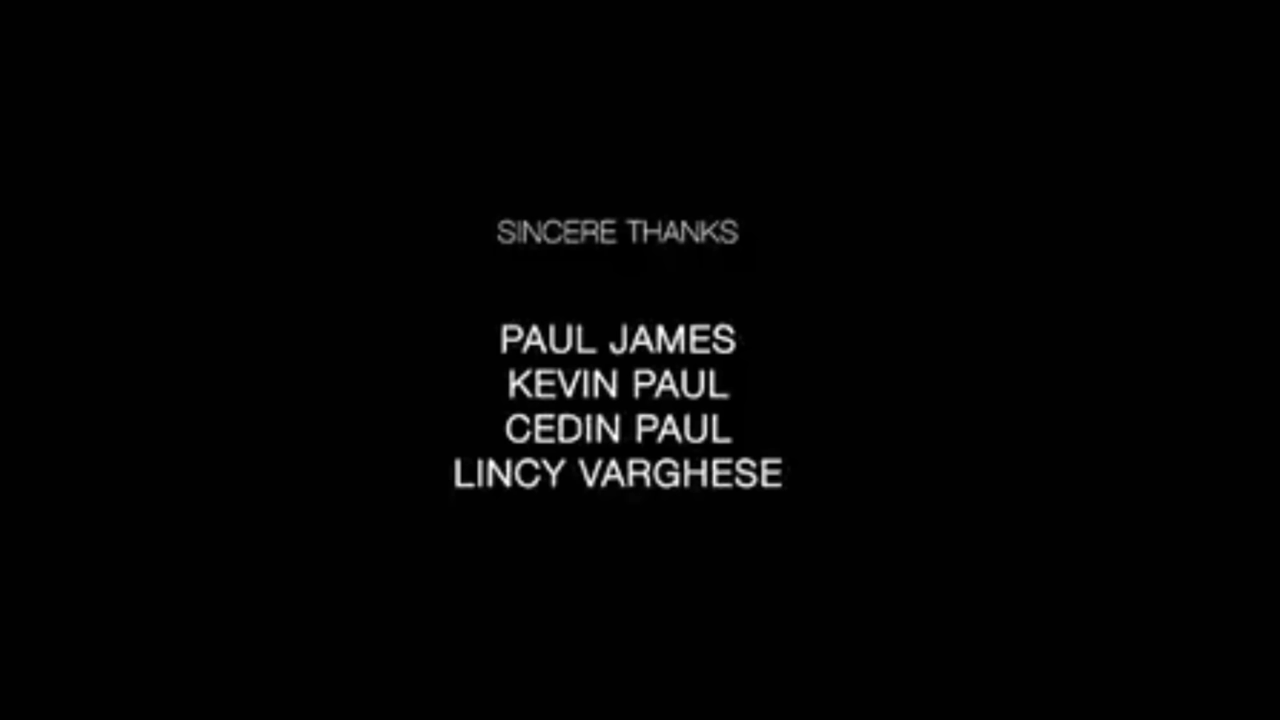 SINCERE THANKS
PAUL JAMES
KEVIN PAUL
CEDIN PAUL
LINCY VARGHESE